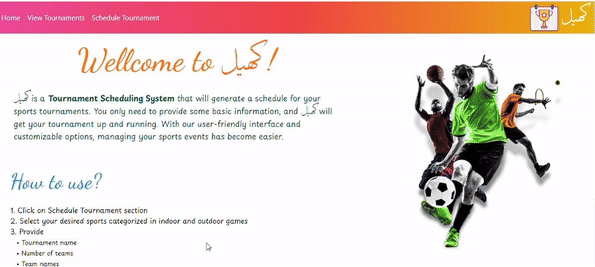 Home View Tournaments Schedule Tournament کھیل
Wellcome to کھیل!
کھیل is a Tournament Scheduling System that will generate a schedule for your
sports tournaments. You only need to provide some basic information, and کھیل will
get your tournament up and running. With our user-friendly interface and
customizable options, managing your sports events has become easier.
How to use?
1. Click on Schedule Tournament section
2. Select your desired sports categorized in indoor and outdoor games
3. Provide
• Tournament name
• Number of teams
• Team names